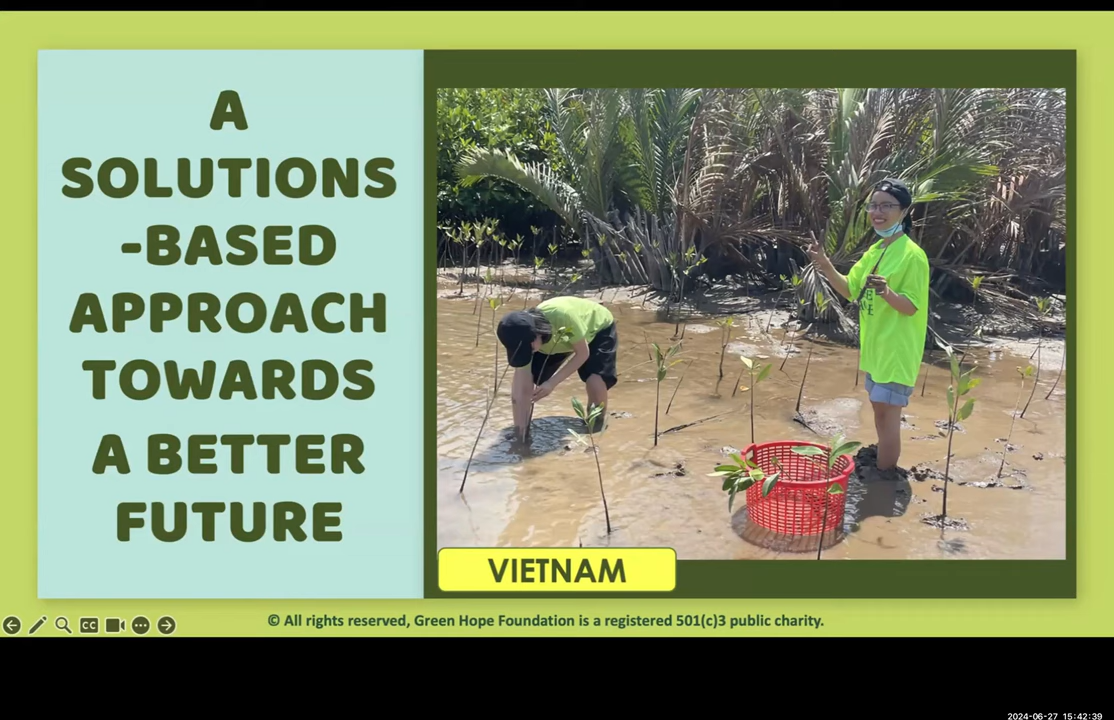 A
SOLUTIONS
-BASED
APPROACH
TOWARDS
A BETTER
FUTURE
VIETNAM
CC
© All rights reserved, Green Hope Foundation is a registered 501(c)3 public charity.
2024-06-27 15:42:39